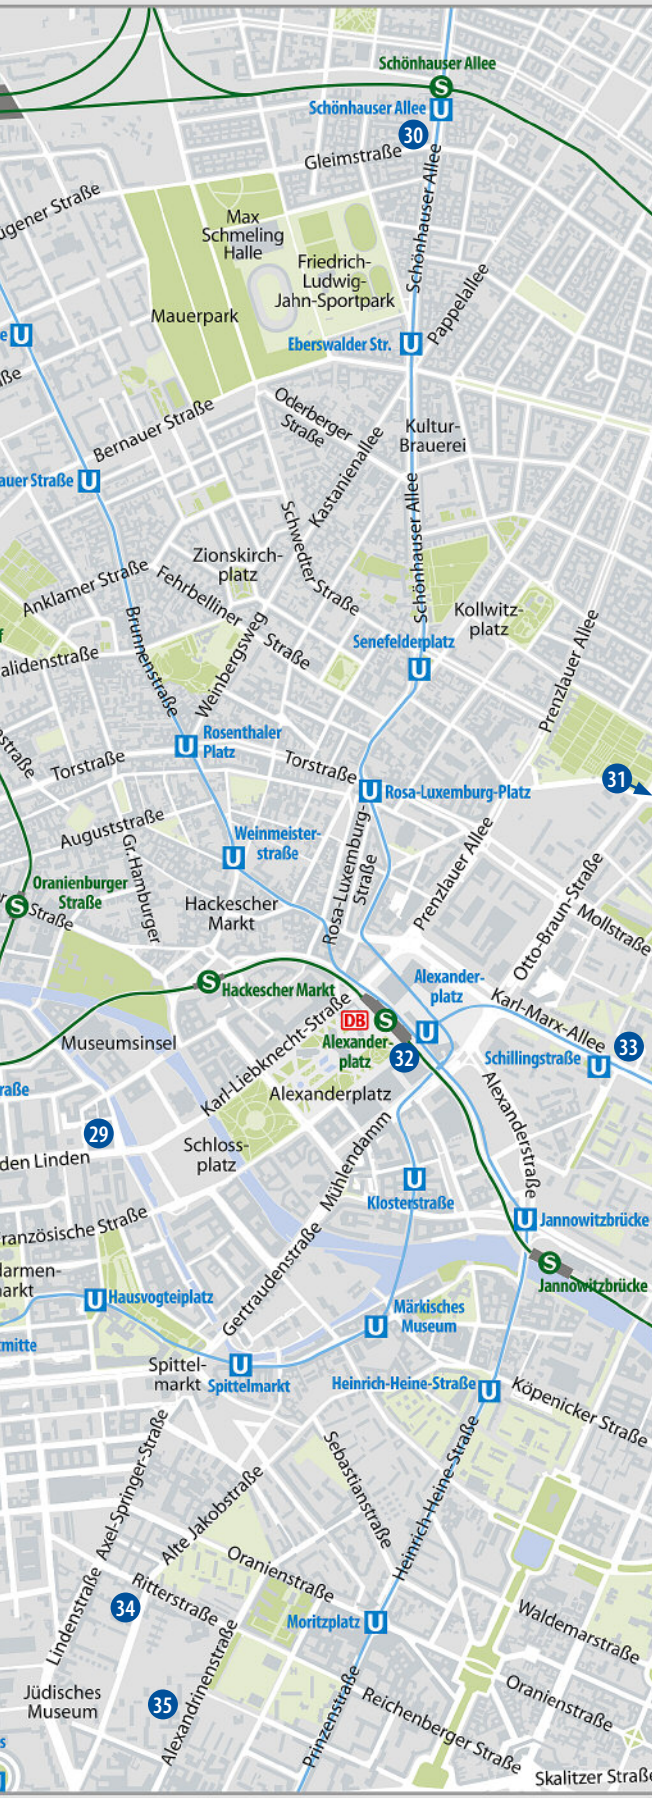 Schönhauser Allee
S
Schönhauser Allee
U
30
Gleimstraße
Schönhauser Allee
Max
Schmeling
Halle
Friedrich-
Ludwig-
Jahn-Sportpark
Pappelallee
Mauerpark
U
Eberswalder Str.
U
Oderberger
Straße
Kultur-
Brauerei
Bernauer Straße
Kastanienallee
auer Straße
U
Schönhauser Allee
Schwedter Straße
Zionskirch-
platz
Anklamer Straße
Fehrbelliner Straße
Kollwitz-
platz
Brunnenstraße
Weinbergsweg
Senefelderplatz
U
alidenstraße
Prenzlauer Allee
Rosenthaler
Platz
U
Torstraße
Torstraße
31
U
Rosa-Luxemburg-Platz
Auguststraße
Weinmeister-
straße
U
Gr.Hamburger
Rosa-Luxemburg-
Straße
Prenzlauer Allee
Otto-Braun-Straße
Mollstraße
Oranienburger
Straße
S
Straße
Hackescher
Markt
S
Hackescher Markt
Alexander-
platz
U
Karl-Marx-Allee
DB
S
Alexander-
platz
32
33
Schillingstraße
U
Museumsinsel
Karl-Liebknecht-Straße
Alexanderplatz
Alexanderstraße
raße
29
den Linden
Schloss-
platz
Mühlendamm
U
Klosterstraße
U
Jannowitzbrücke
S
Jannowitzbrücke
ranzösische Straße
Gertraudenstraße
U
Hausvogteiplatz
Märkisches
Museum
U
mitte
Spittel-
markt
U
Spittelmarkt
Heinrich-Heine-Straße
U
Köpenicker Straße
Axel-Springer-Straße
Sebastianstraße
Heinrich-Heine-Straße
Alte Jakobstraße
Oranienstraße
Lindenstraße
Ritterstraße
34
Moritzplatz
U
Waldemarstraße
Alexandrinenstraße
Jüdisches
Museum
35
Prinzenstraße
Oranienstraße
Reichenberger Straße
Skalitzer Straße